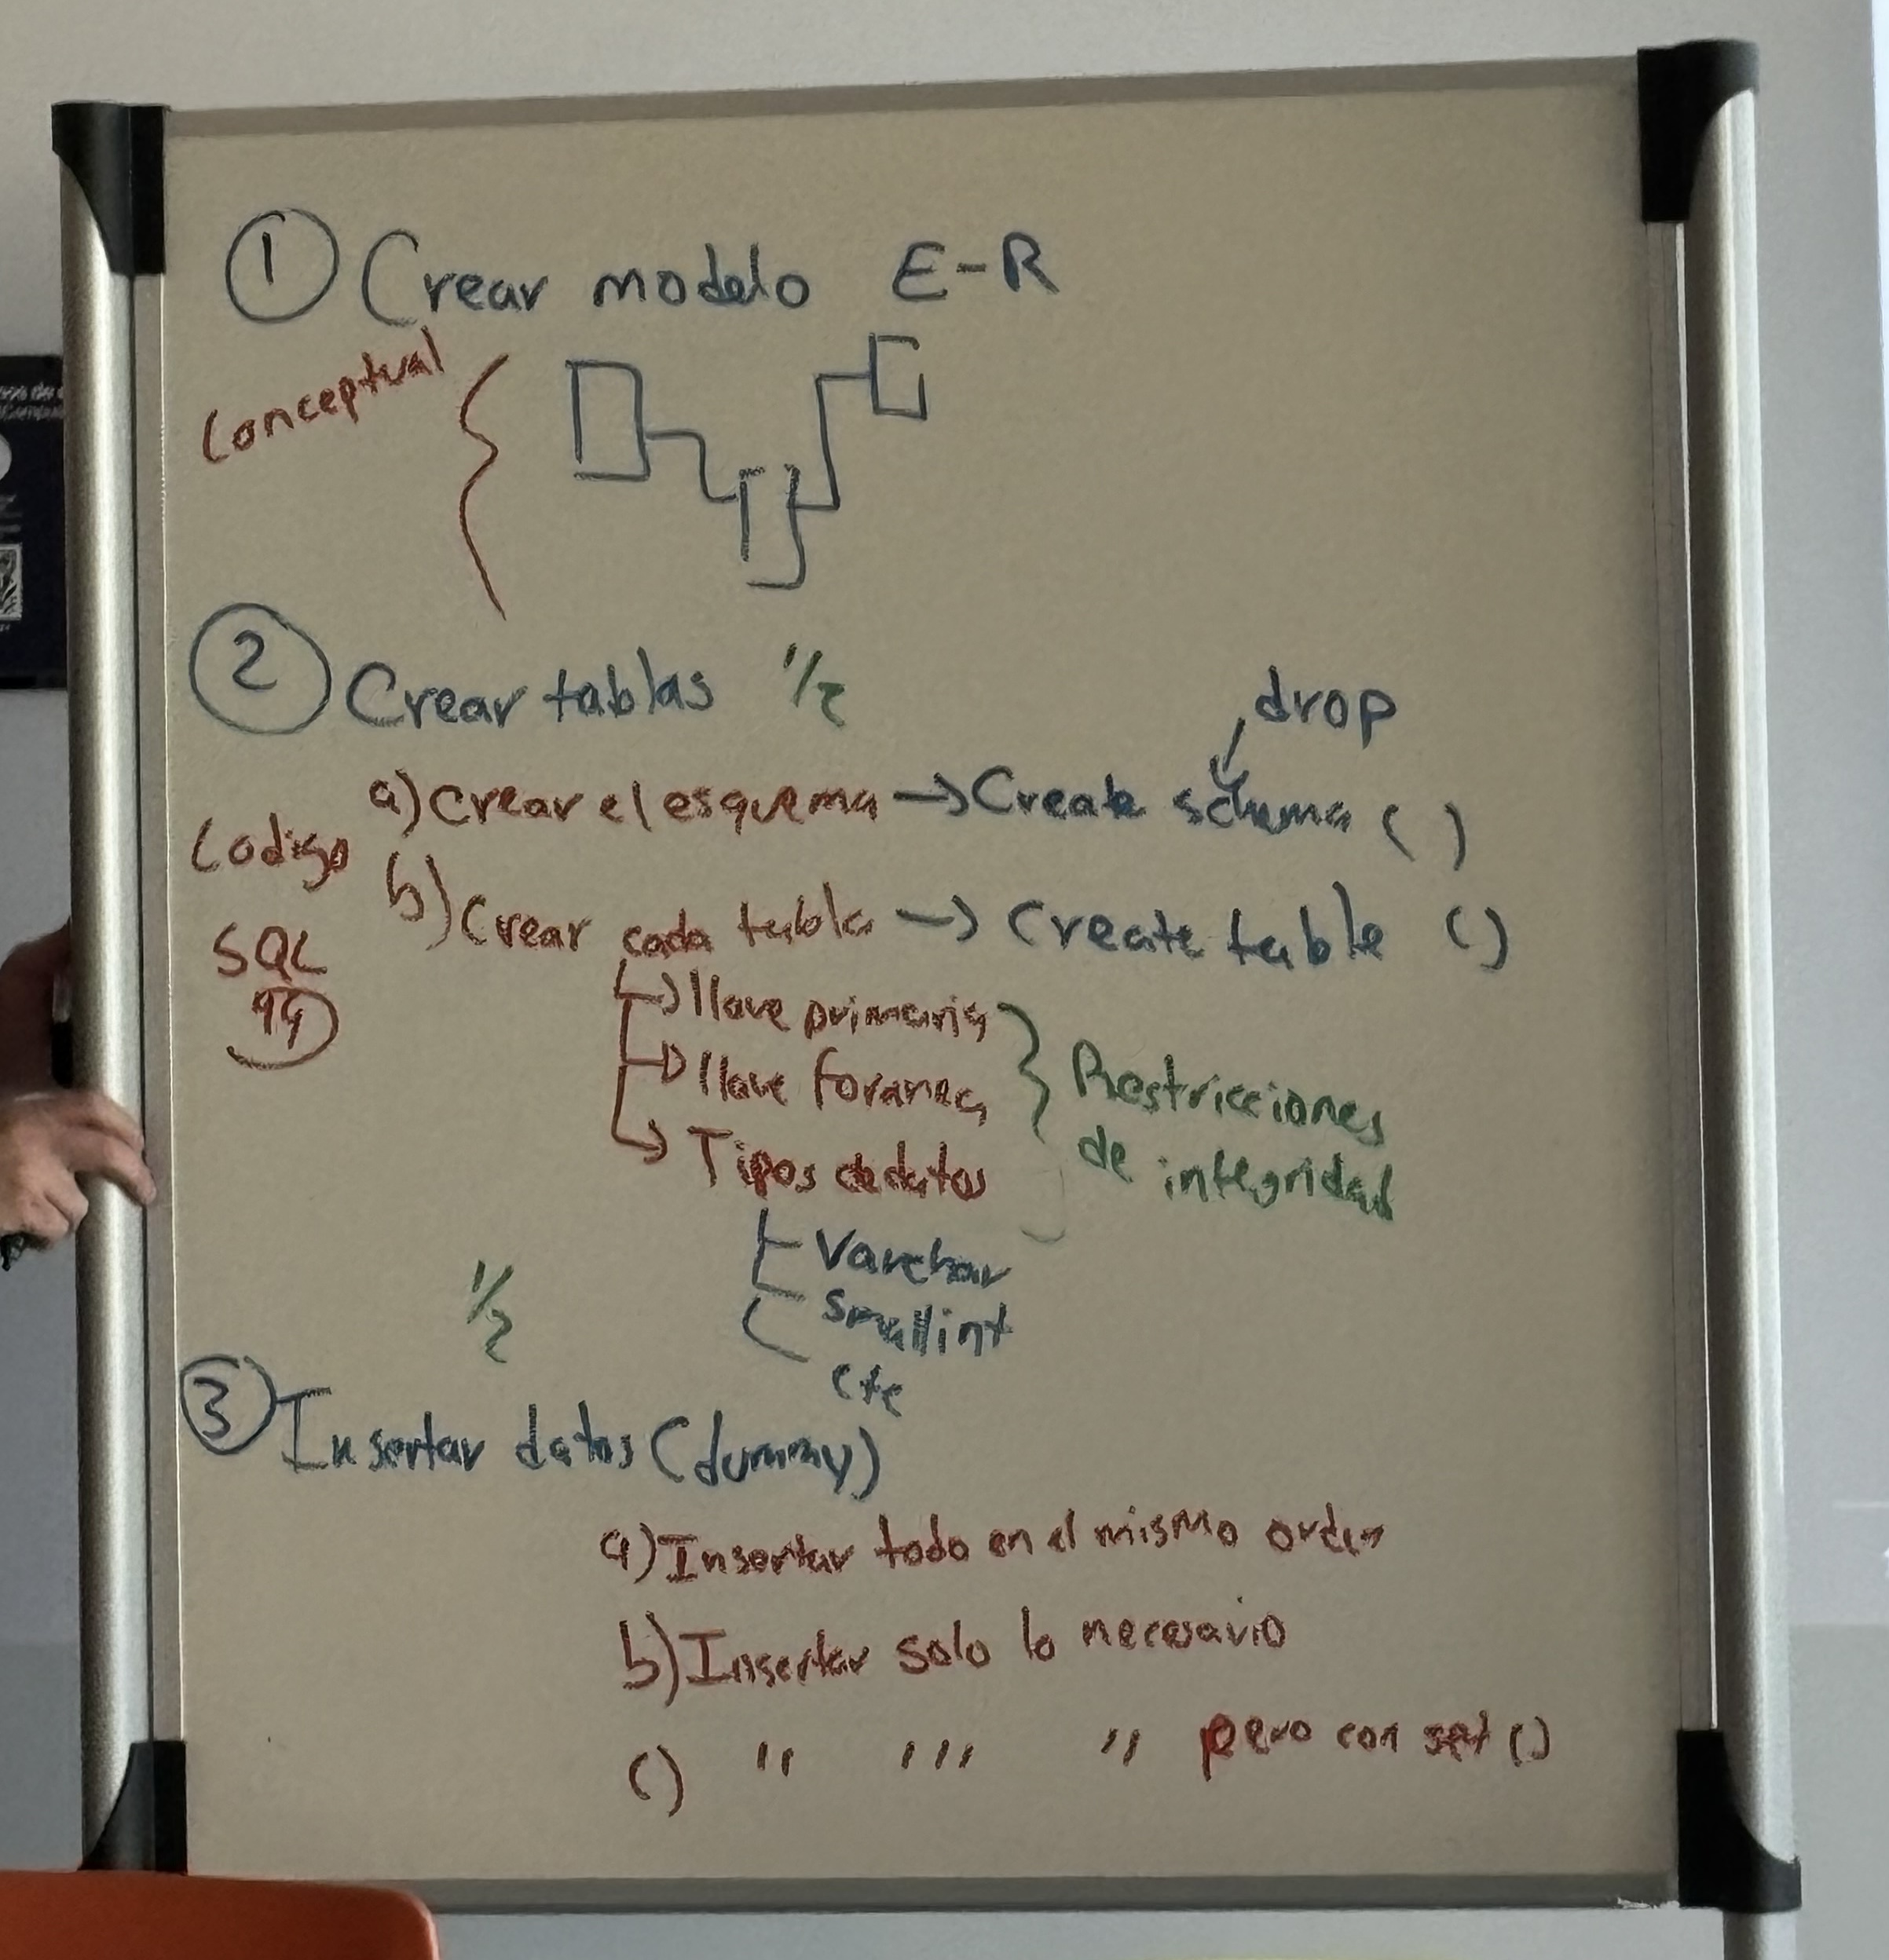 1 Crear modelo E-R
Conceptual
2 Crear tablas 1/2
drop
a) Crear el esquema → Create schema ( )
Codigo
SQL
b) Crear cada tabla → Create table ( )
→ llave primaria
→ llave foranea
→ Tipos de datos
Restricciones
de integridad
Varchar
smallint
etc
1/2
3 Insertar datos (dummy)
a) Insertar todo en el mismo orden
b) Insertar solo lo necesario
c) " ''' " pero con set ( )